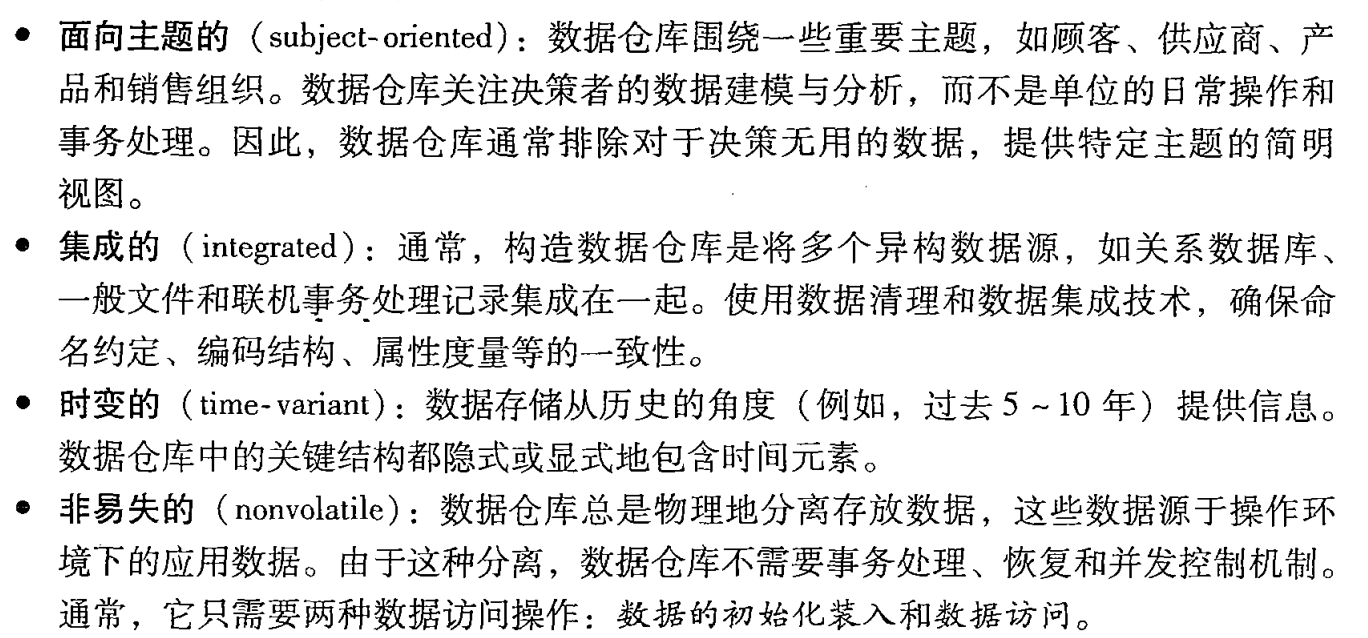 • 面向主题的（subject-oriented）：数据仓库围绕一些重要主题，如顾客、供应商、产
品和销售组织。数据仓库关注决策者的数据建模与分析，而不是单位的日常操作和
事务处理。因此，数据仓库通常排除对于决策无用的数据，提供特定主题的简明
视图。
• 集成的（integrated）：通常，构造数据仓库是将多个异构数据源，如关系数据库、
一般文件和联机事务处理记录集成在一起。使用数据清理和数据集成技术，确保命
名约定、编码结构、属性度量等的一致性。
• 时变的（time-variant）：数据存储从历史的角度（例如，过去 5 ~ 10 年）提供信息。
数据仓库中的关键结构都隐式或显式地包含时间元素。
• 非易失的（nonvolatile）：数据仓库总是物理地分离存放数据，这些数据源于操作环
境下的应用数据。由于这种分离，数据仓库不需要事务处理、恢复和并发控制机制。
通常，它只需要两种数据访问操作：数据的初始化装入和数据访问。